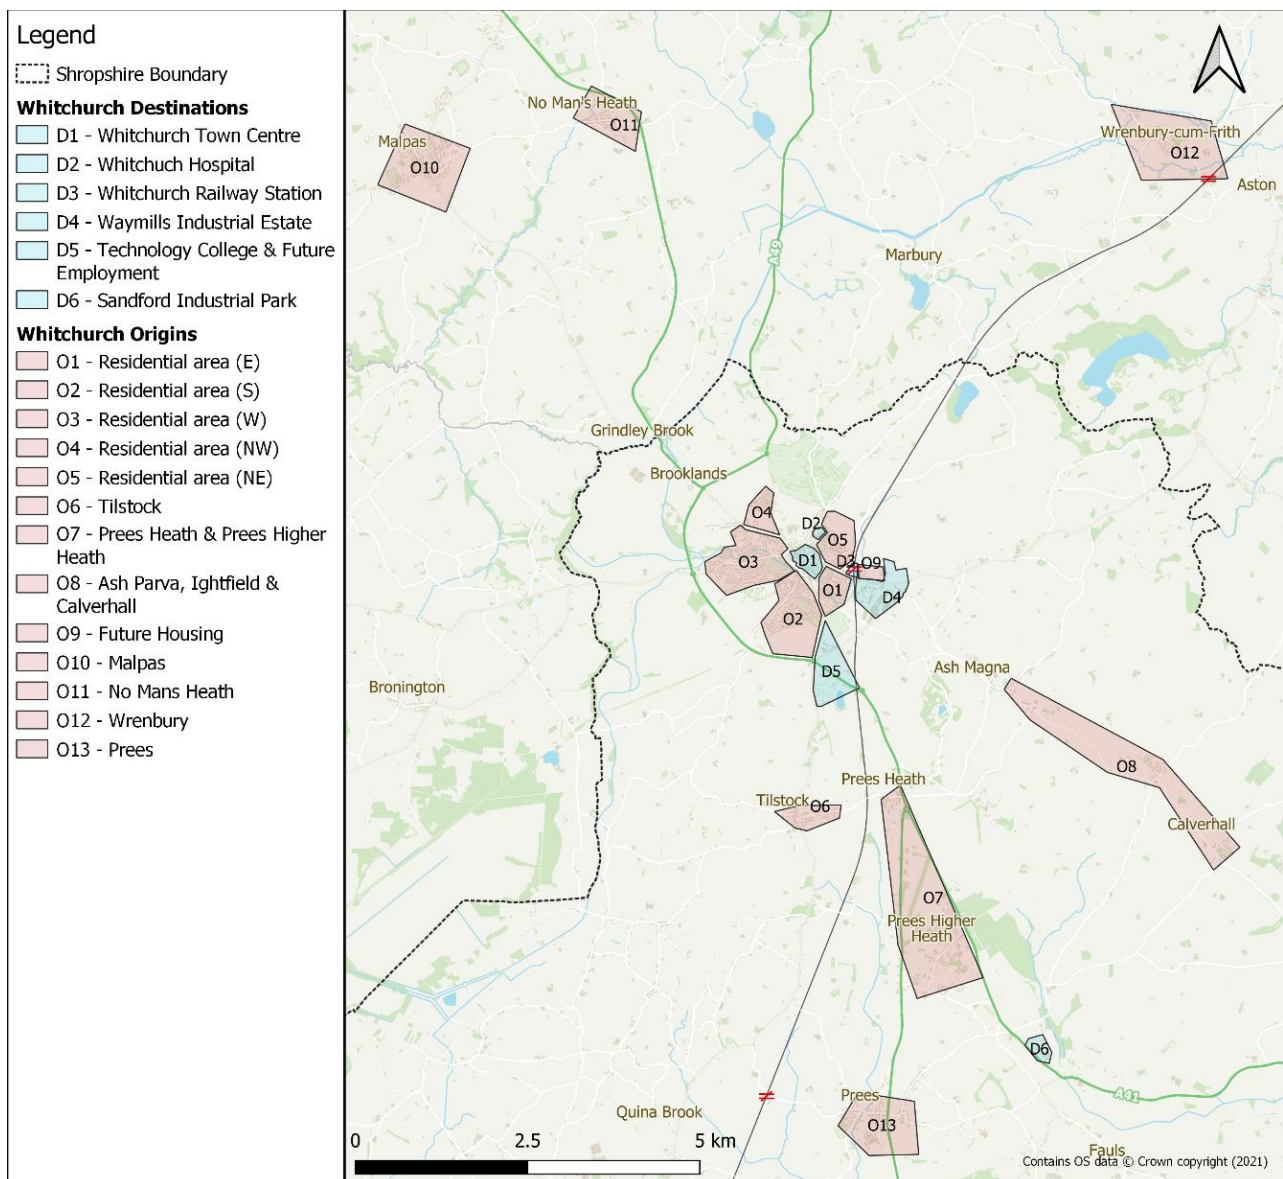 Legend
Shropshire Boundary
Whitchurch Destinations
D1 - Whitchurch Town Centre
D2 - Whitchuch Hospital
D3 - Whitchurch Railway Station
D4 - Waymills Industrial Estate
D5 - Technology College & Future
Employment
D6 - Sandford Industrial Park
Whitchurch Origins
O1 - Residential area (E)
O2 - Residential area (S)
O3 - Residential area (W)
O4 - Residential area (NW)
O5 - Residential area (NE)
O6 - Tilstock
O7 - Prees Heath & Prees Higher
Heath
O8 - Ash Parva, Ightfield &
Calverhall
O9 - Future Housing
O10 - Malpas
O11 - No Mans Heath
O12 - Wrenbury
O13 - Prees
No Man's Heath
O11
Malpas
O10
Wrenbury-cum-Frith
O12
Aston
A49
Marbury
Grindley Brook
Brooklands
O4
D2
O5
O3
D1
D3
O9
O1
D4
O2
D5
Ash Magna
Bronington
O8
Prees Heath
Tilstock
O6
Calverhall
O7
Prees Higher
Heath
D6
Prees
A41
Quina Brook
O13
Fauls
0
2.5
5 km
Contains OS data © Crown copyright (2021)